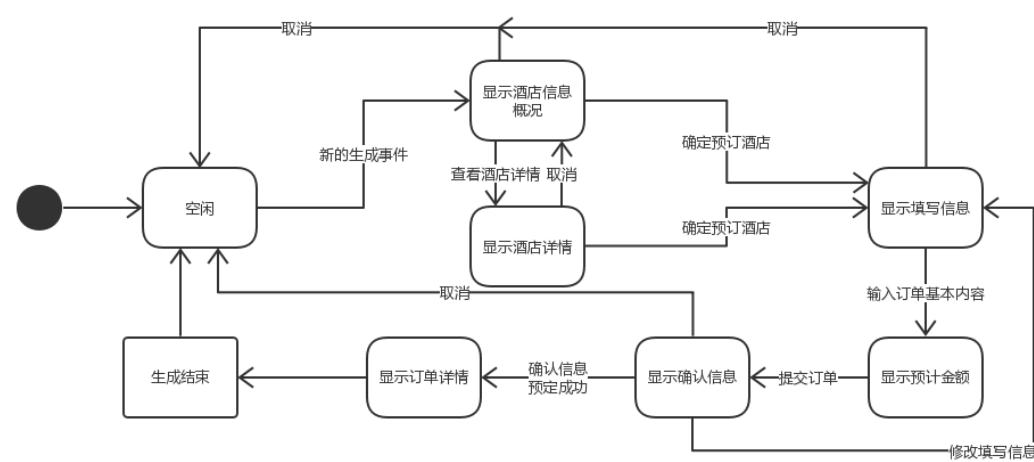 取消
取消
显示酒店信息
概况
确定预订酒店
新的生成事件
查看酒店详情
取消
空闲
显示填写信息
确定预订酒店
显示酒店详情
取消
输入订单基本内容
生成结束
显示订单详情
确认信息
预定成功
显示确认信息
提交订单
显示预计金额
修改填写信息